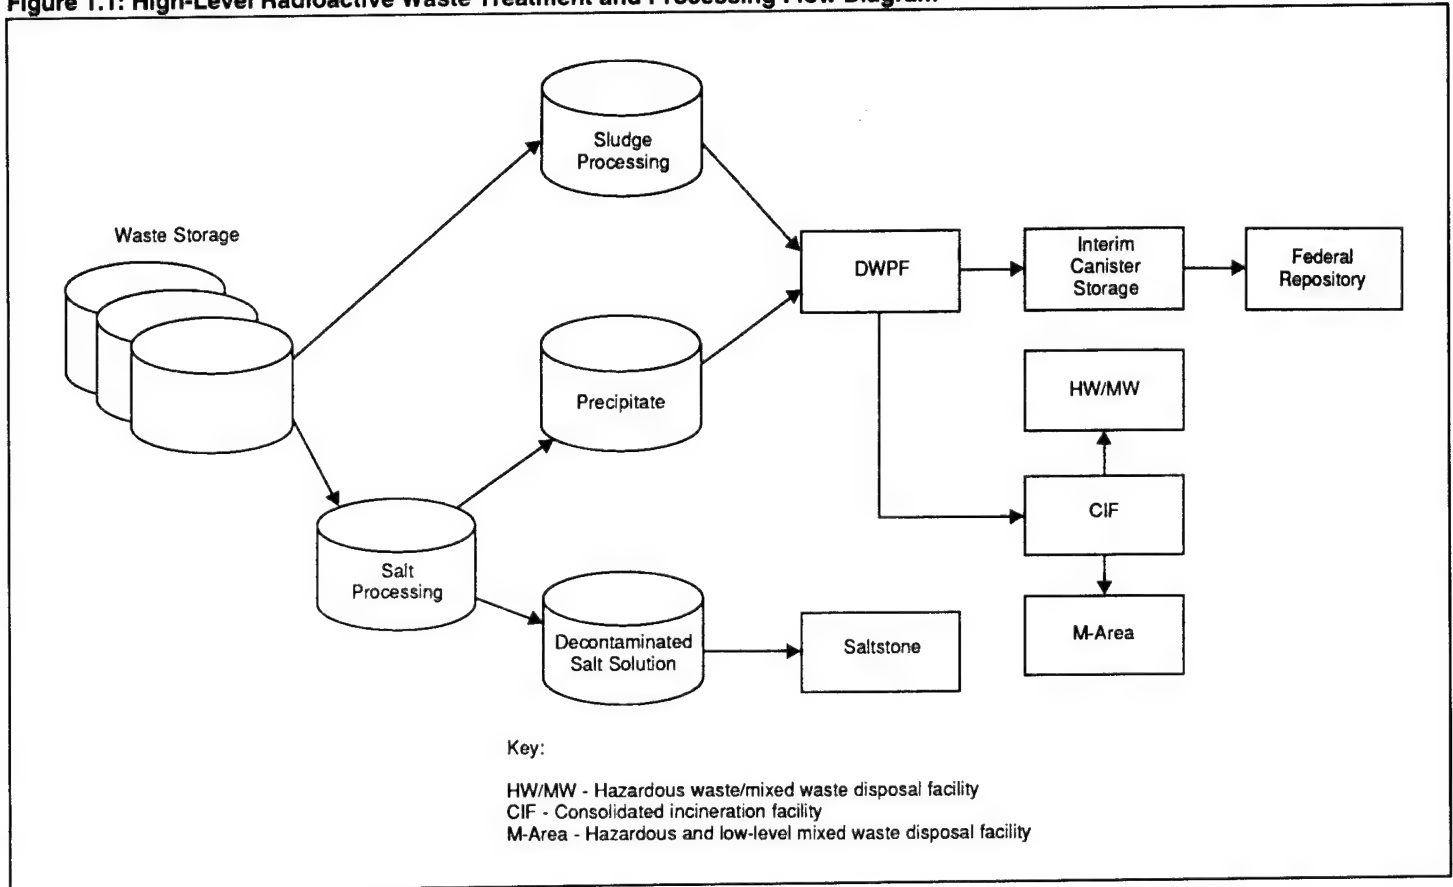 Figure 1.1: High-Level Radioactive Waste Treatment and Processing Flow Diagram
Sludge
Processing
Waste Storage
DWPF
Interim
Canister
Storage
Federal
Repository
Precipitate
HW/MW
CIF
Salt
Processing
Decontaminated
Salt Solution
Saltstone
M-Area
Key:
HW/MW - Hazardous waste/mixed waste disposal facility
CIF - Consolidated incineration facility
M-Area - Hazardous and low-level mixed waste disposal facility